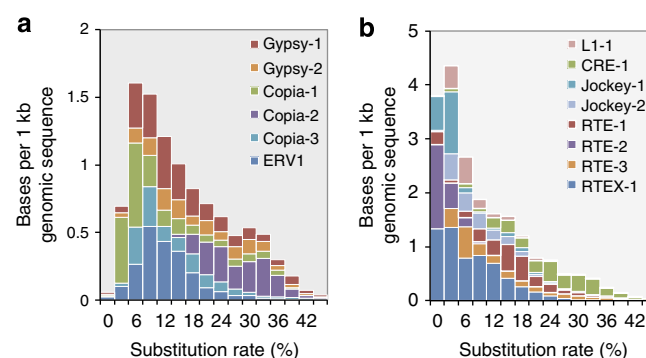 a
Bases per 1 kb
genomic sequence
2
1.5
1
0.5
0
Gypsy-1
Gypsy-2
Copia-1
Copia-2
Copia-3
ERV1
0 6 12 18 24 30 36 42
Substitution rate (%)
b
Bases per 1 kb
genomic sequence
5
4
3
2
1
0
L1-1
CRE-1
Jockey-1
Jockey-2
RTE-1
RTE-2
RTE-3
RTEX-1
0 6 12 18 24 30 36 42
Substitution rate (%)